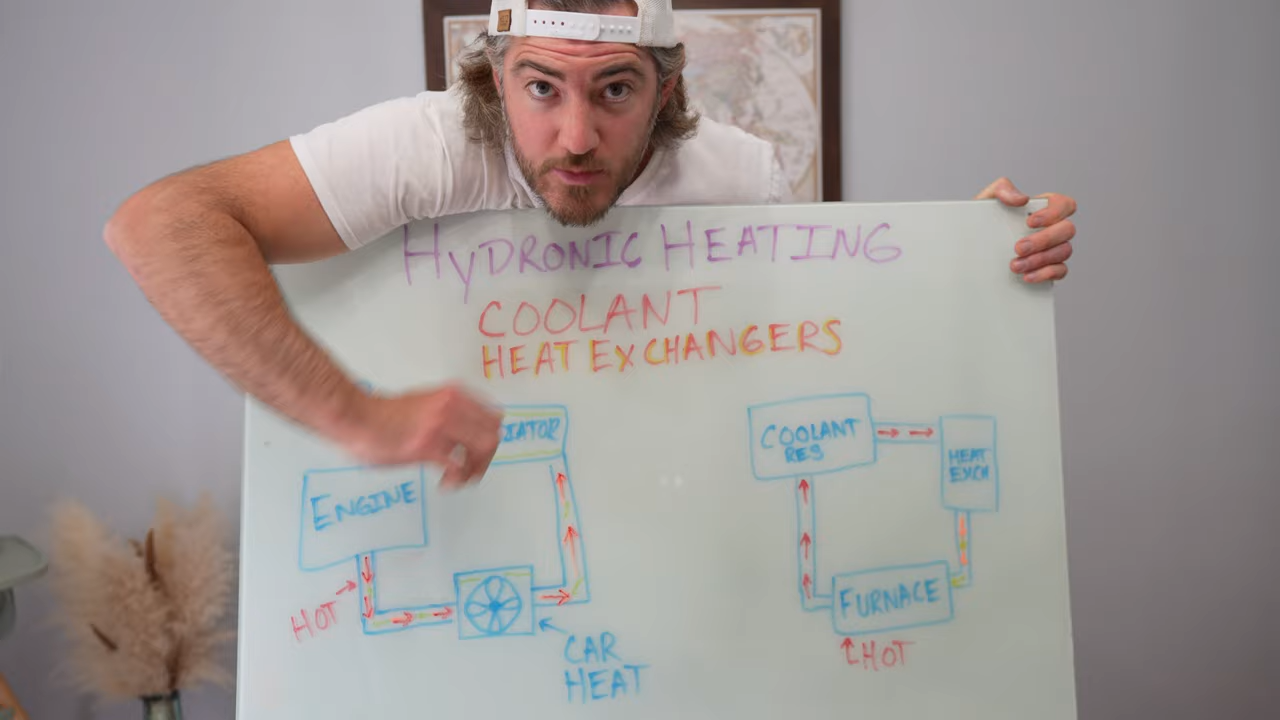 HyDRONIC HEATING
COOLANT
HEAT EXCHANGERS
ENGINE
HOT
CAR
HEAT
COOLANT
RES
HEAT
EXCH
FURNACE
HOT